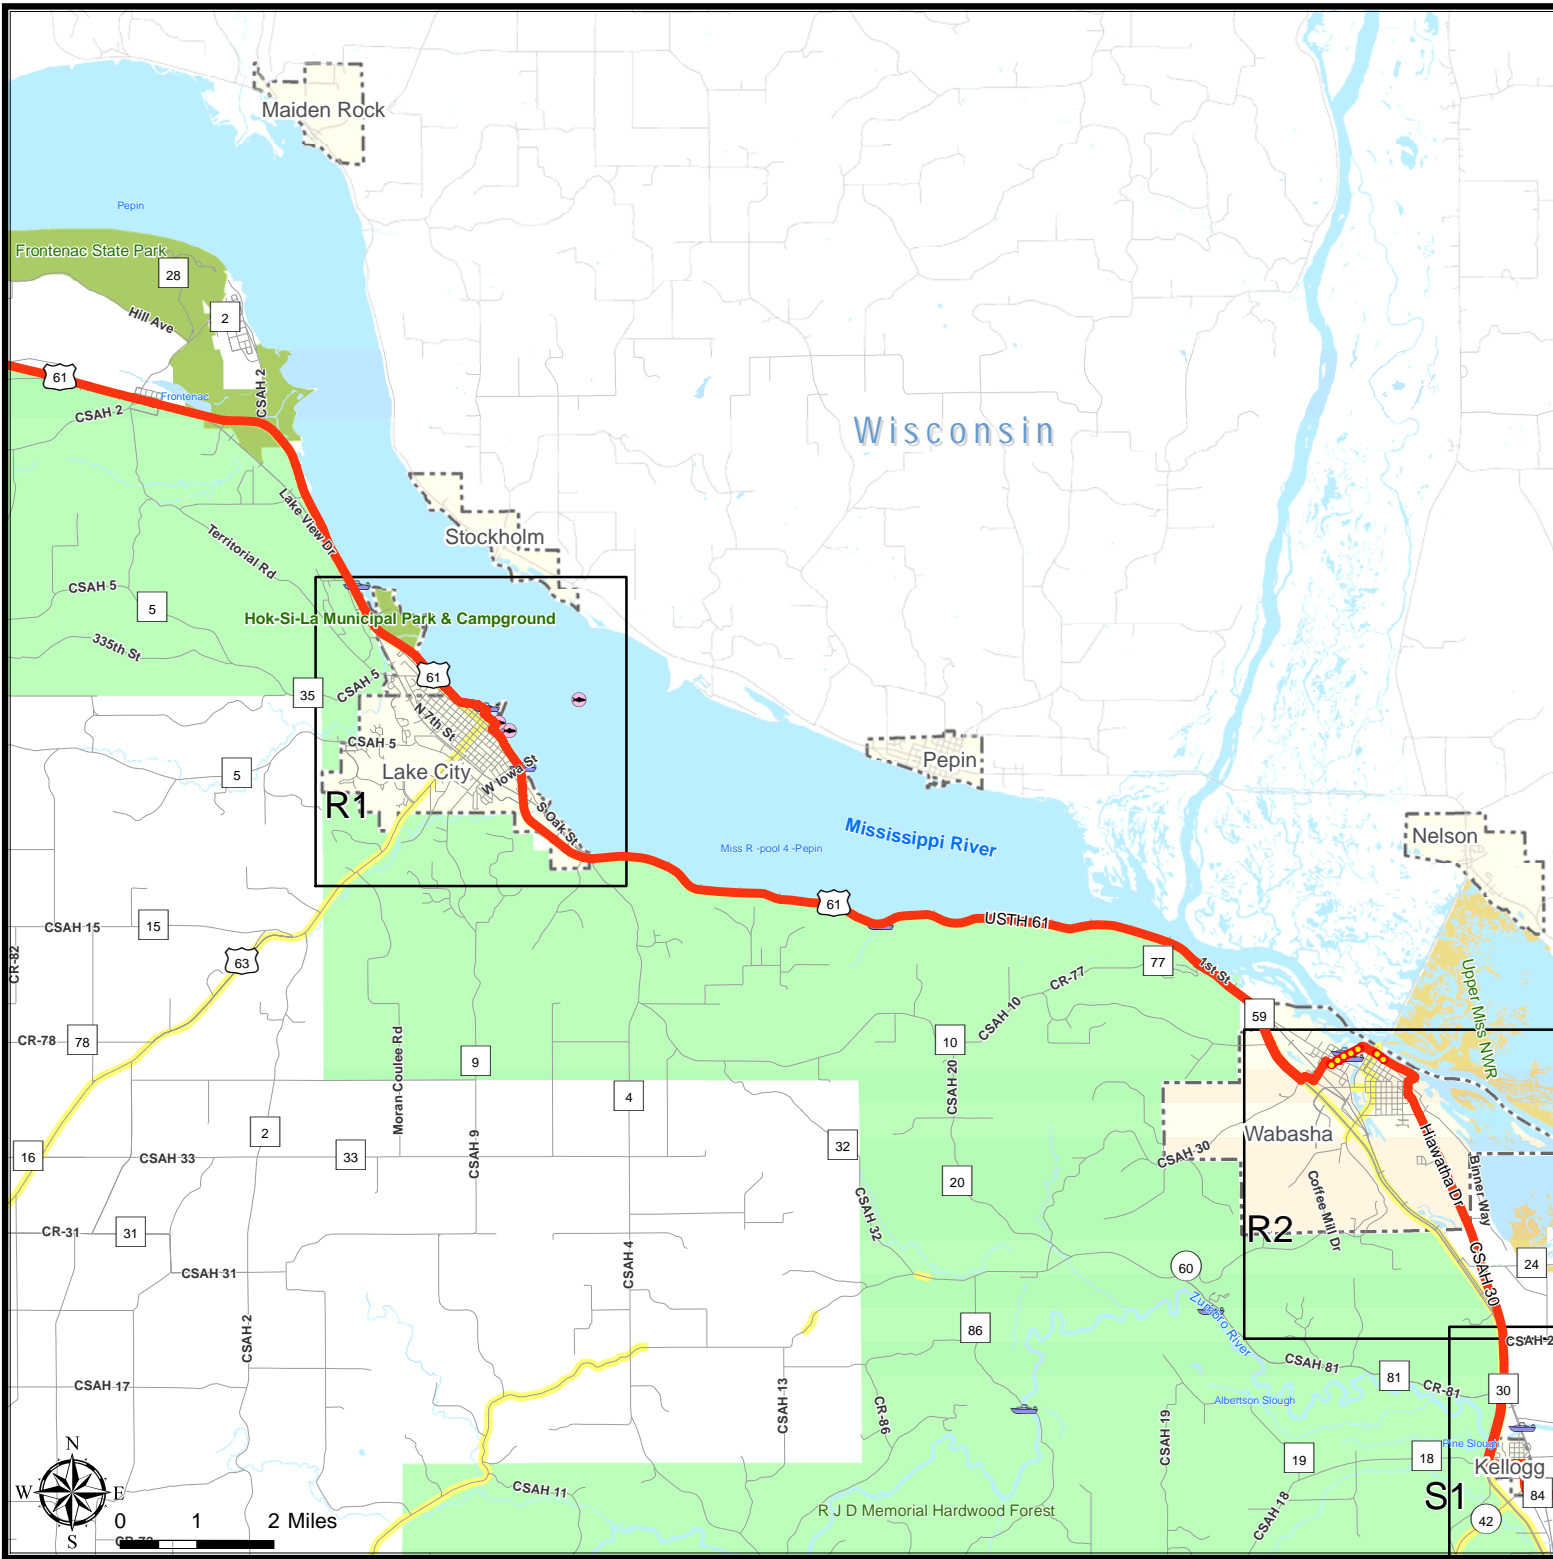 Maiden Rock
Pepin
Frontenac State Park
28
Hill Ave
2
61
CSAH 2
Frontenac
CSAH 2
Wisconsin
Lake View Dr
Territorial Rd
Stockholm
CSAH 5
5
Hok-Si-La Municipal Park & Campground
335th St
61
CSAH 5
35
N 7th St
CSAH 5
5
Lake City
W Iowa St
R1
S Oak St
Pepin
Mississippi River
Miss R -pool 4 -Pepin
Nelson
61
USTH 61
CSAH 15
15
CR-82
63
77
1st St
CR-77
Upper Miss NWR
59
CSAH 10
CR-78
78
Moran Coulee Rd
9
10
CSAH 20
4
2
32
Wabasha
16
CSAH 33
33
CSAH 9
CSAH 30
Hiawatha Dr
Binner Way
20
Coffee Mill Dr
CSAH 32
R2
CR-31
31
CSAH 31
CSAH 4
60
24
CSAH 30
Zumbro River
86
CSAH 2
CSAH-2
CSAH 81
81
CR-81
30
CSAH 17
CSAH 13
CR-86
Albertson Slough
CSAH 19
Pine Slough
19
18
Kellogg
N
W
E
S
CSAH 11
S1
84
R J D Memorial Hardwood Forest
CSAH 18
42
0 1 2 Miles